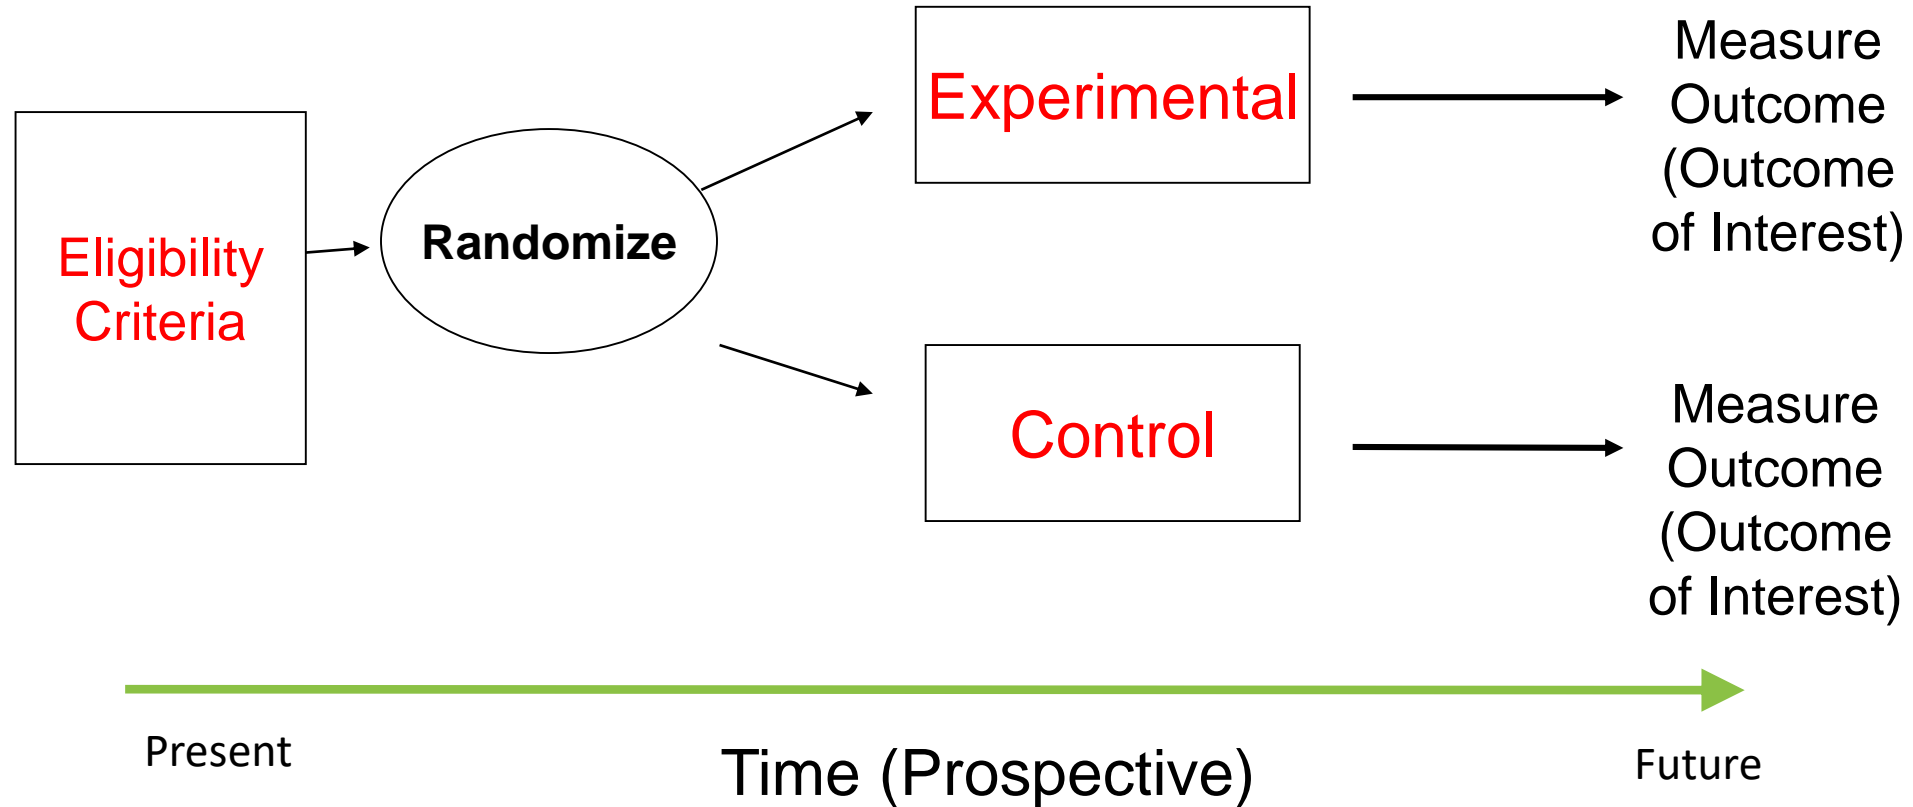 Eligibility
Criteria
Randomize
Experimental
Measure
Outcome
(Outcome
of Interest)
Control
Measure
Outcome
(Outcome
of Interest)
Present
Time (Prospective)
Future